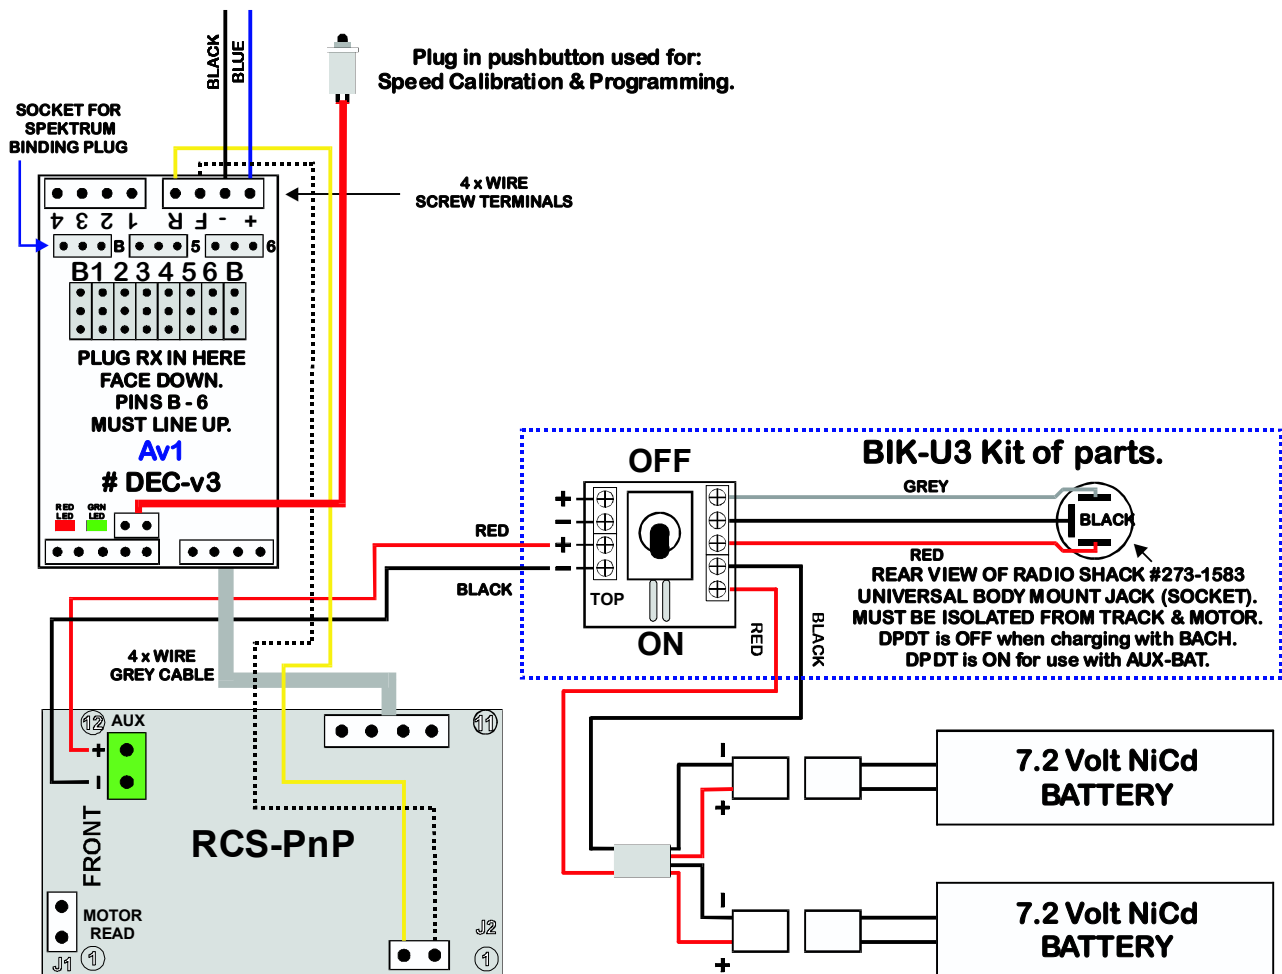 BLACK
BLUE
Plug in pushbutton used for:
Speed Calibration & Programming.
SOCKET FOR
SPEKTRUM
BINDING PLUG
4 x WIRE
SCREW TERMINALS
4 3 2 1 R F - +
B 5 6
B 1 2 3 4 5 6 B
PLUG RX IN HERE
FACE DOWN.
PINS B - 6
MUST LINE UP.
Av1
# DEC-v3
RED
LED
GRN
LED
BIK-U3 Kit of parts.
OFF
+
-
+
-
TOP
ON
RED
BLACK
GREY
BLACK
RED
REAR VIEW OF RADIO SHACK #273-1583
UNIVERSAL BODY MOUNT JACK (SOCKET).
MUST BE ISOLATED FROM TRACK & MOTOR.
DPDT is OFF when charging with BACH.
DPDT is ON for use with AUX-BAT.
RED
BLACK
4 x WIRE
GREY CABLE
12 AUX
11
+
-
FRONT
RCS-PnP
MOTOR
READ
J1 1
J2
1
-
+
7.2 Volt NiCd
BATTERY
-
+
7.2 Volt NiCd
BATTERY